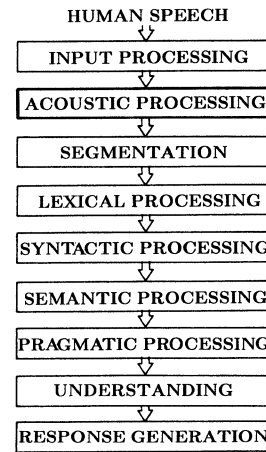 HUMAN SPEECH
INPUT PROCESSING
ACOUSTIC PROCESSING
SEGMENTATION
LEXICAL PROCESSING
SYNTACTIC PROCESSING
SEMANTIC PROCESSING
PRAGMATIC PROCESSING
UNDERSTANDING
RESPONSE GENERATION